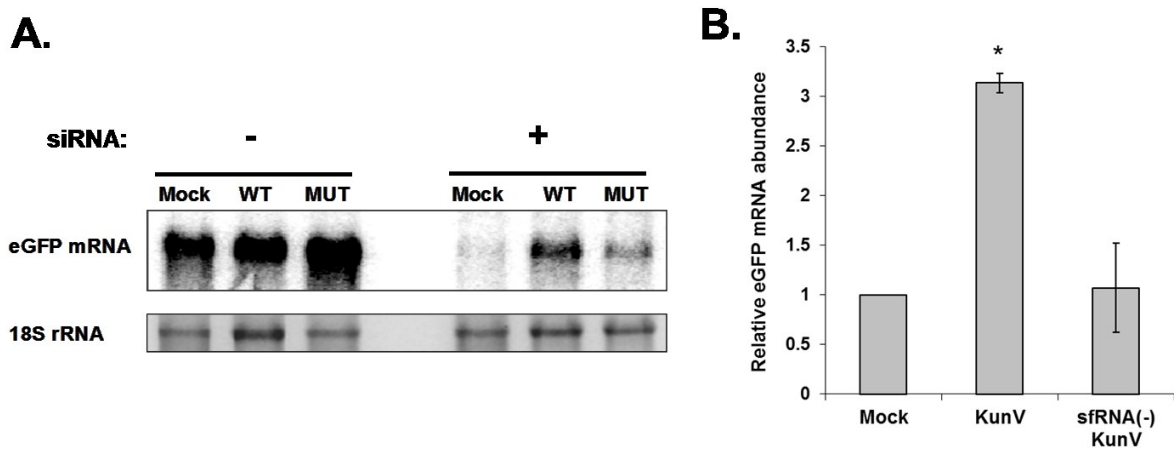 A.
siRNA: - +
Mock WT MUT Mock WT MUT
eGFP mRNA
18S rRNA
B.
Relative eGFP mRNA abundance
3.5
3
2.5
2
1.5
1
0.5
0
*
Mock KunV sfRNA(-)
KunV